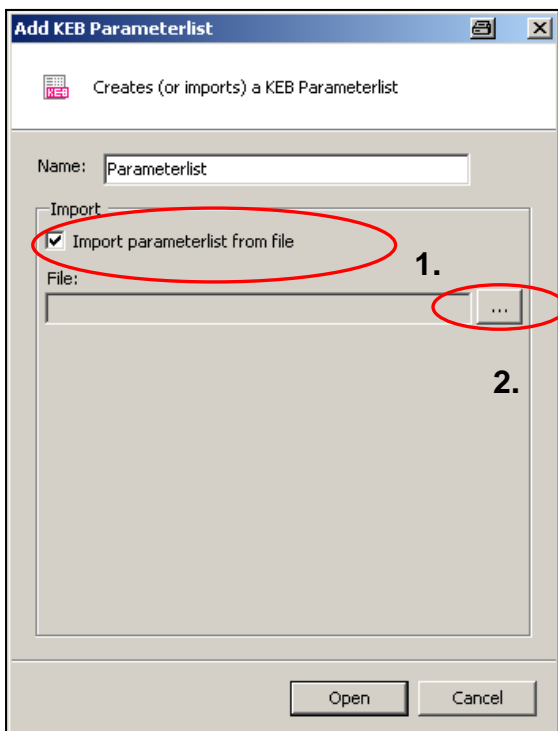 Add KEB Parameterlist
KEB
Creates (or imports) a KEB Parameterlist
Name: Parameterlist
Import
Import parameterlist from file
1.
File:
...
2.
Open Cancel